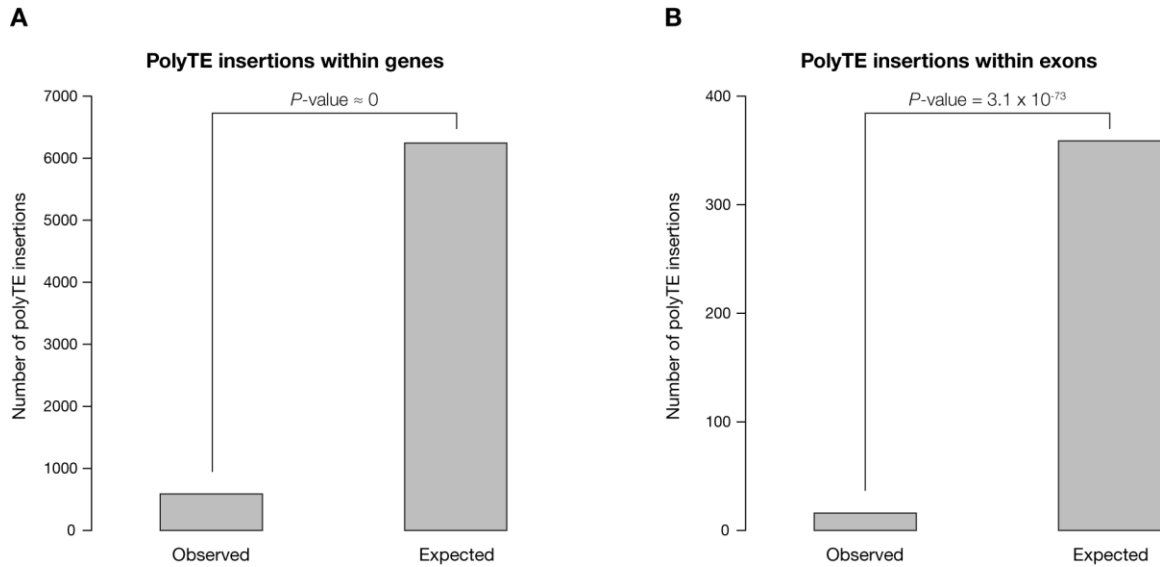 A
PolyTE insertions within genes
P-value ≈ 0
7000
6000
5000
4000
3000
2000
1000
0
Number of polyTE insertions
Observed
Expected
B
PolyTE insertions within exons
P-value = 3.1 x 10⁻⁷³
400
300
200
100
0
Number of polyTE insertions
Observed
Expected